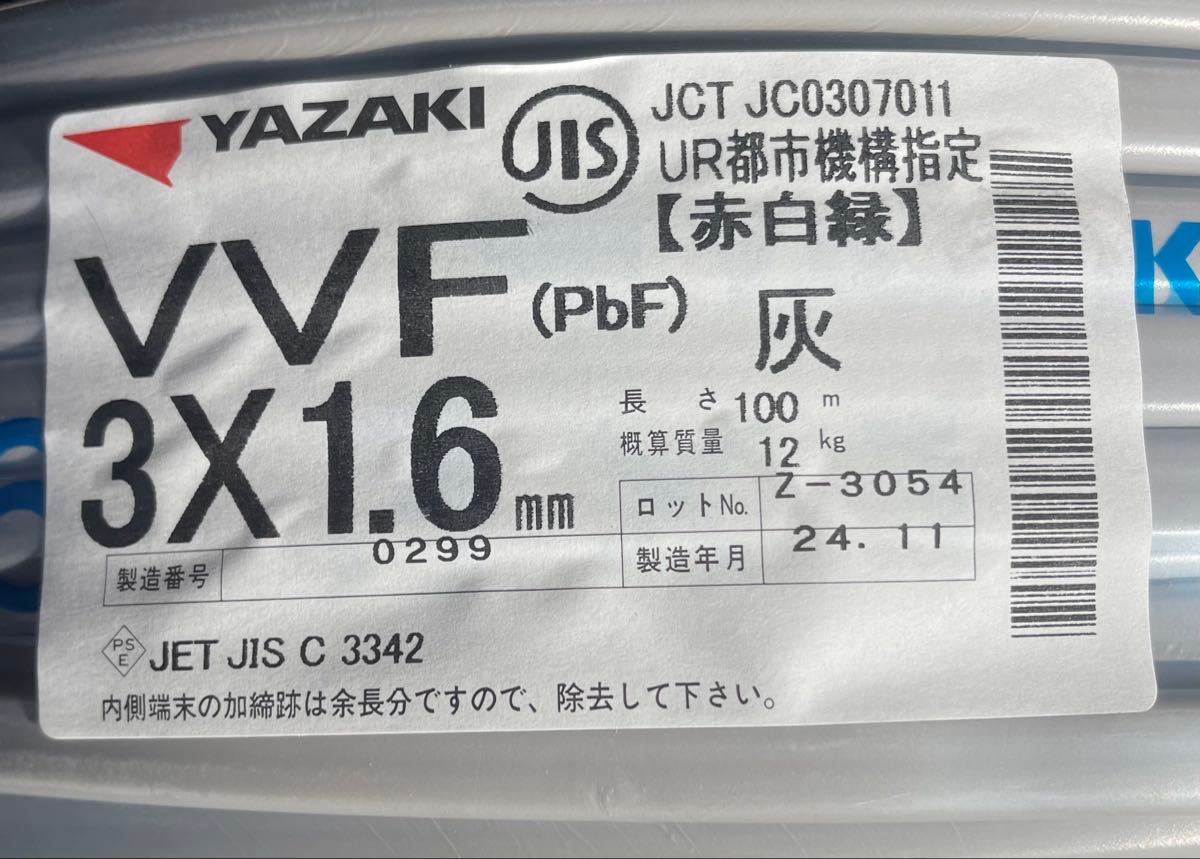 YAZAKI
JIS
JCT JC0307011
UR都市機構指定
【赤白緑】
VVF (PbF) 灰
3X1.6mm
長さ 100 m
概算質量 12 kg
ロットNo. Z-3054
製造番号 0299
製造年月 24.11
PS
E
JET JIS C 3342
内側端末の加締跡は余長分ですので、除去して下さい。
K